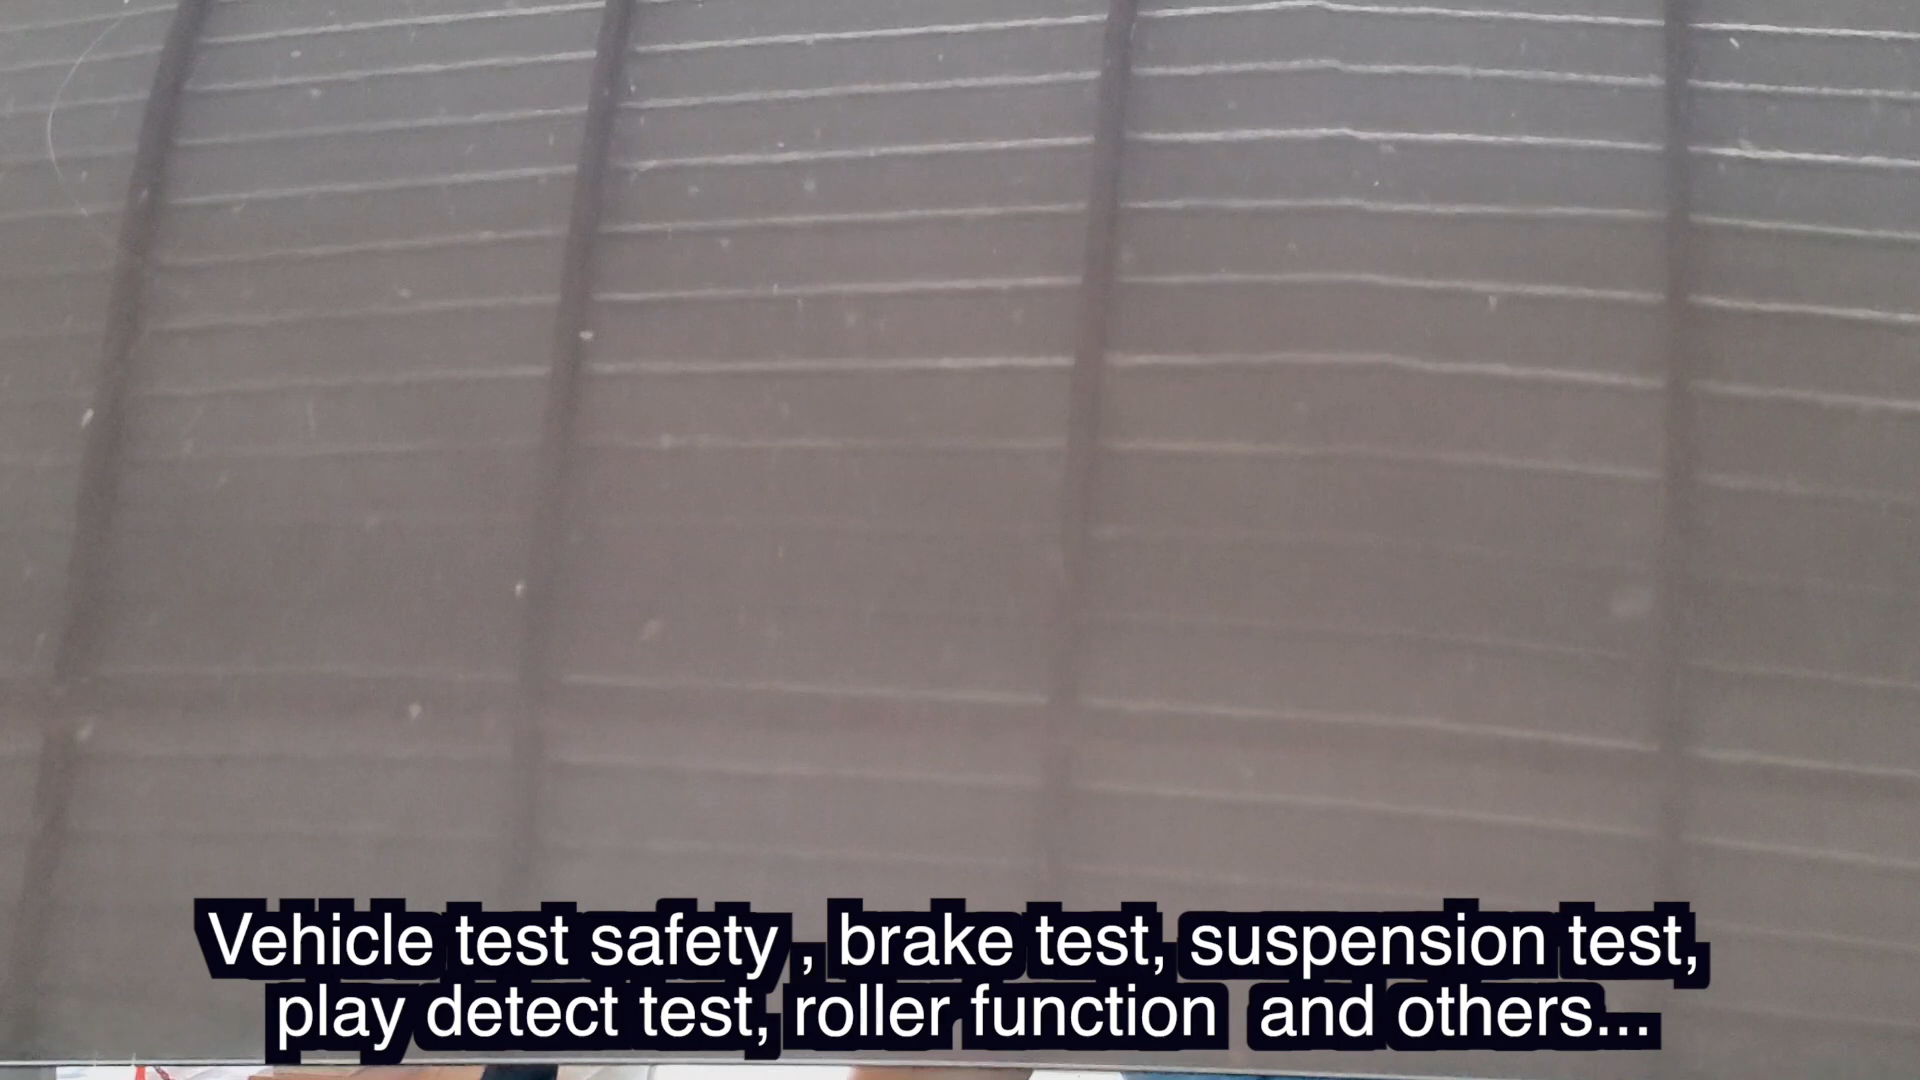 Vehicle test safety , brake test, suspension test,
play detect test, roller function  and others...